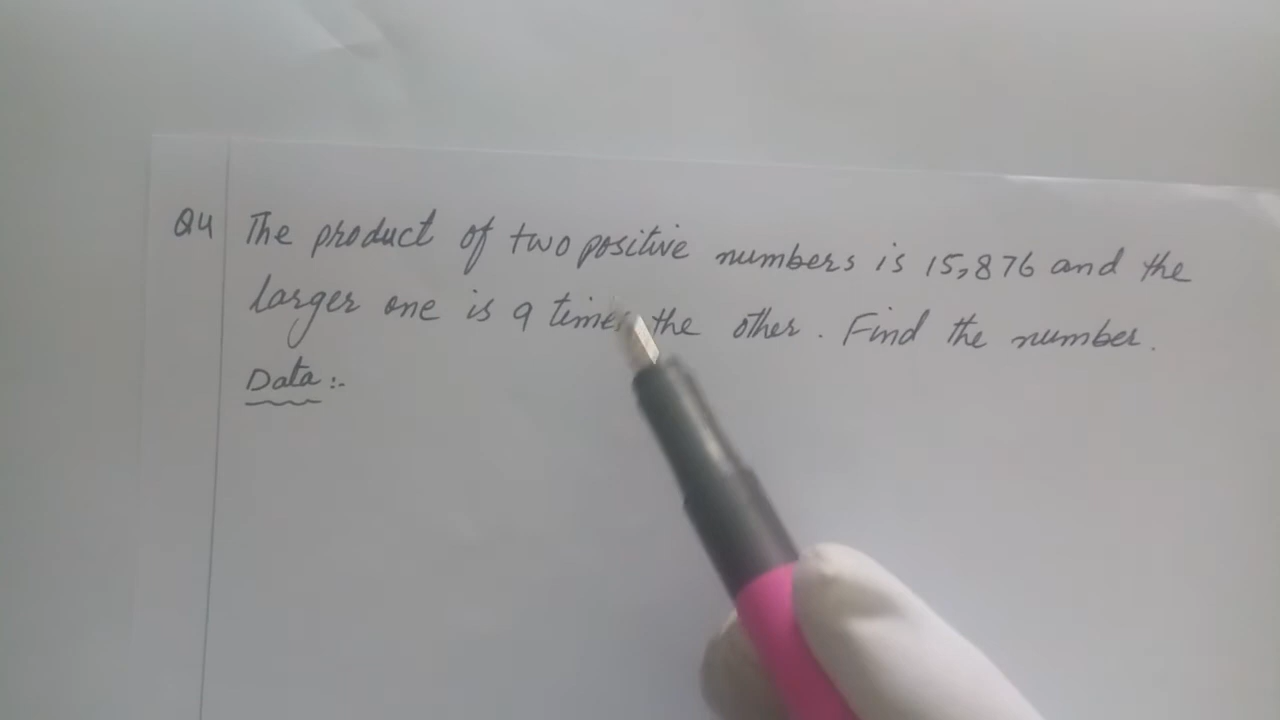 Q4 The product of two positive numbers is 15,876 and the
larger one is 9 times the other. Find the number.
Data :-